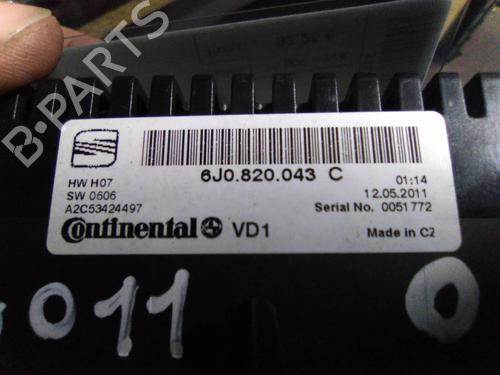 B-PARTS
6J0.820.043 C
HW H07
01:14
SW 0606
12.05.2011
A2C53424497
Serial No. 0051772
Continental VD1
Made in C2
011 0